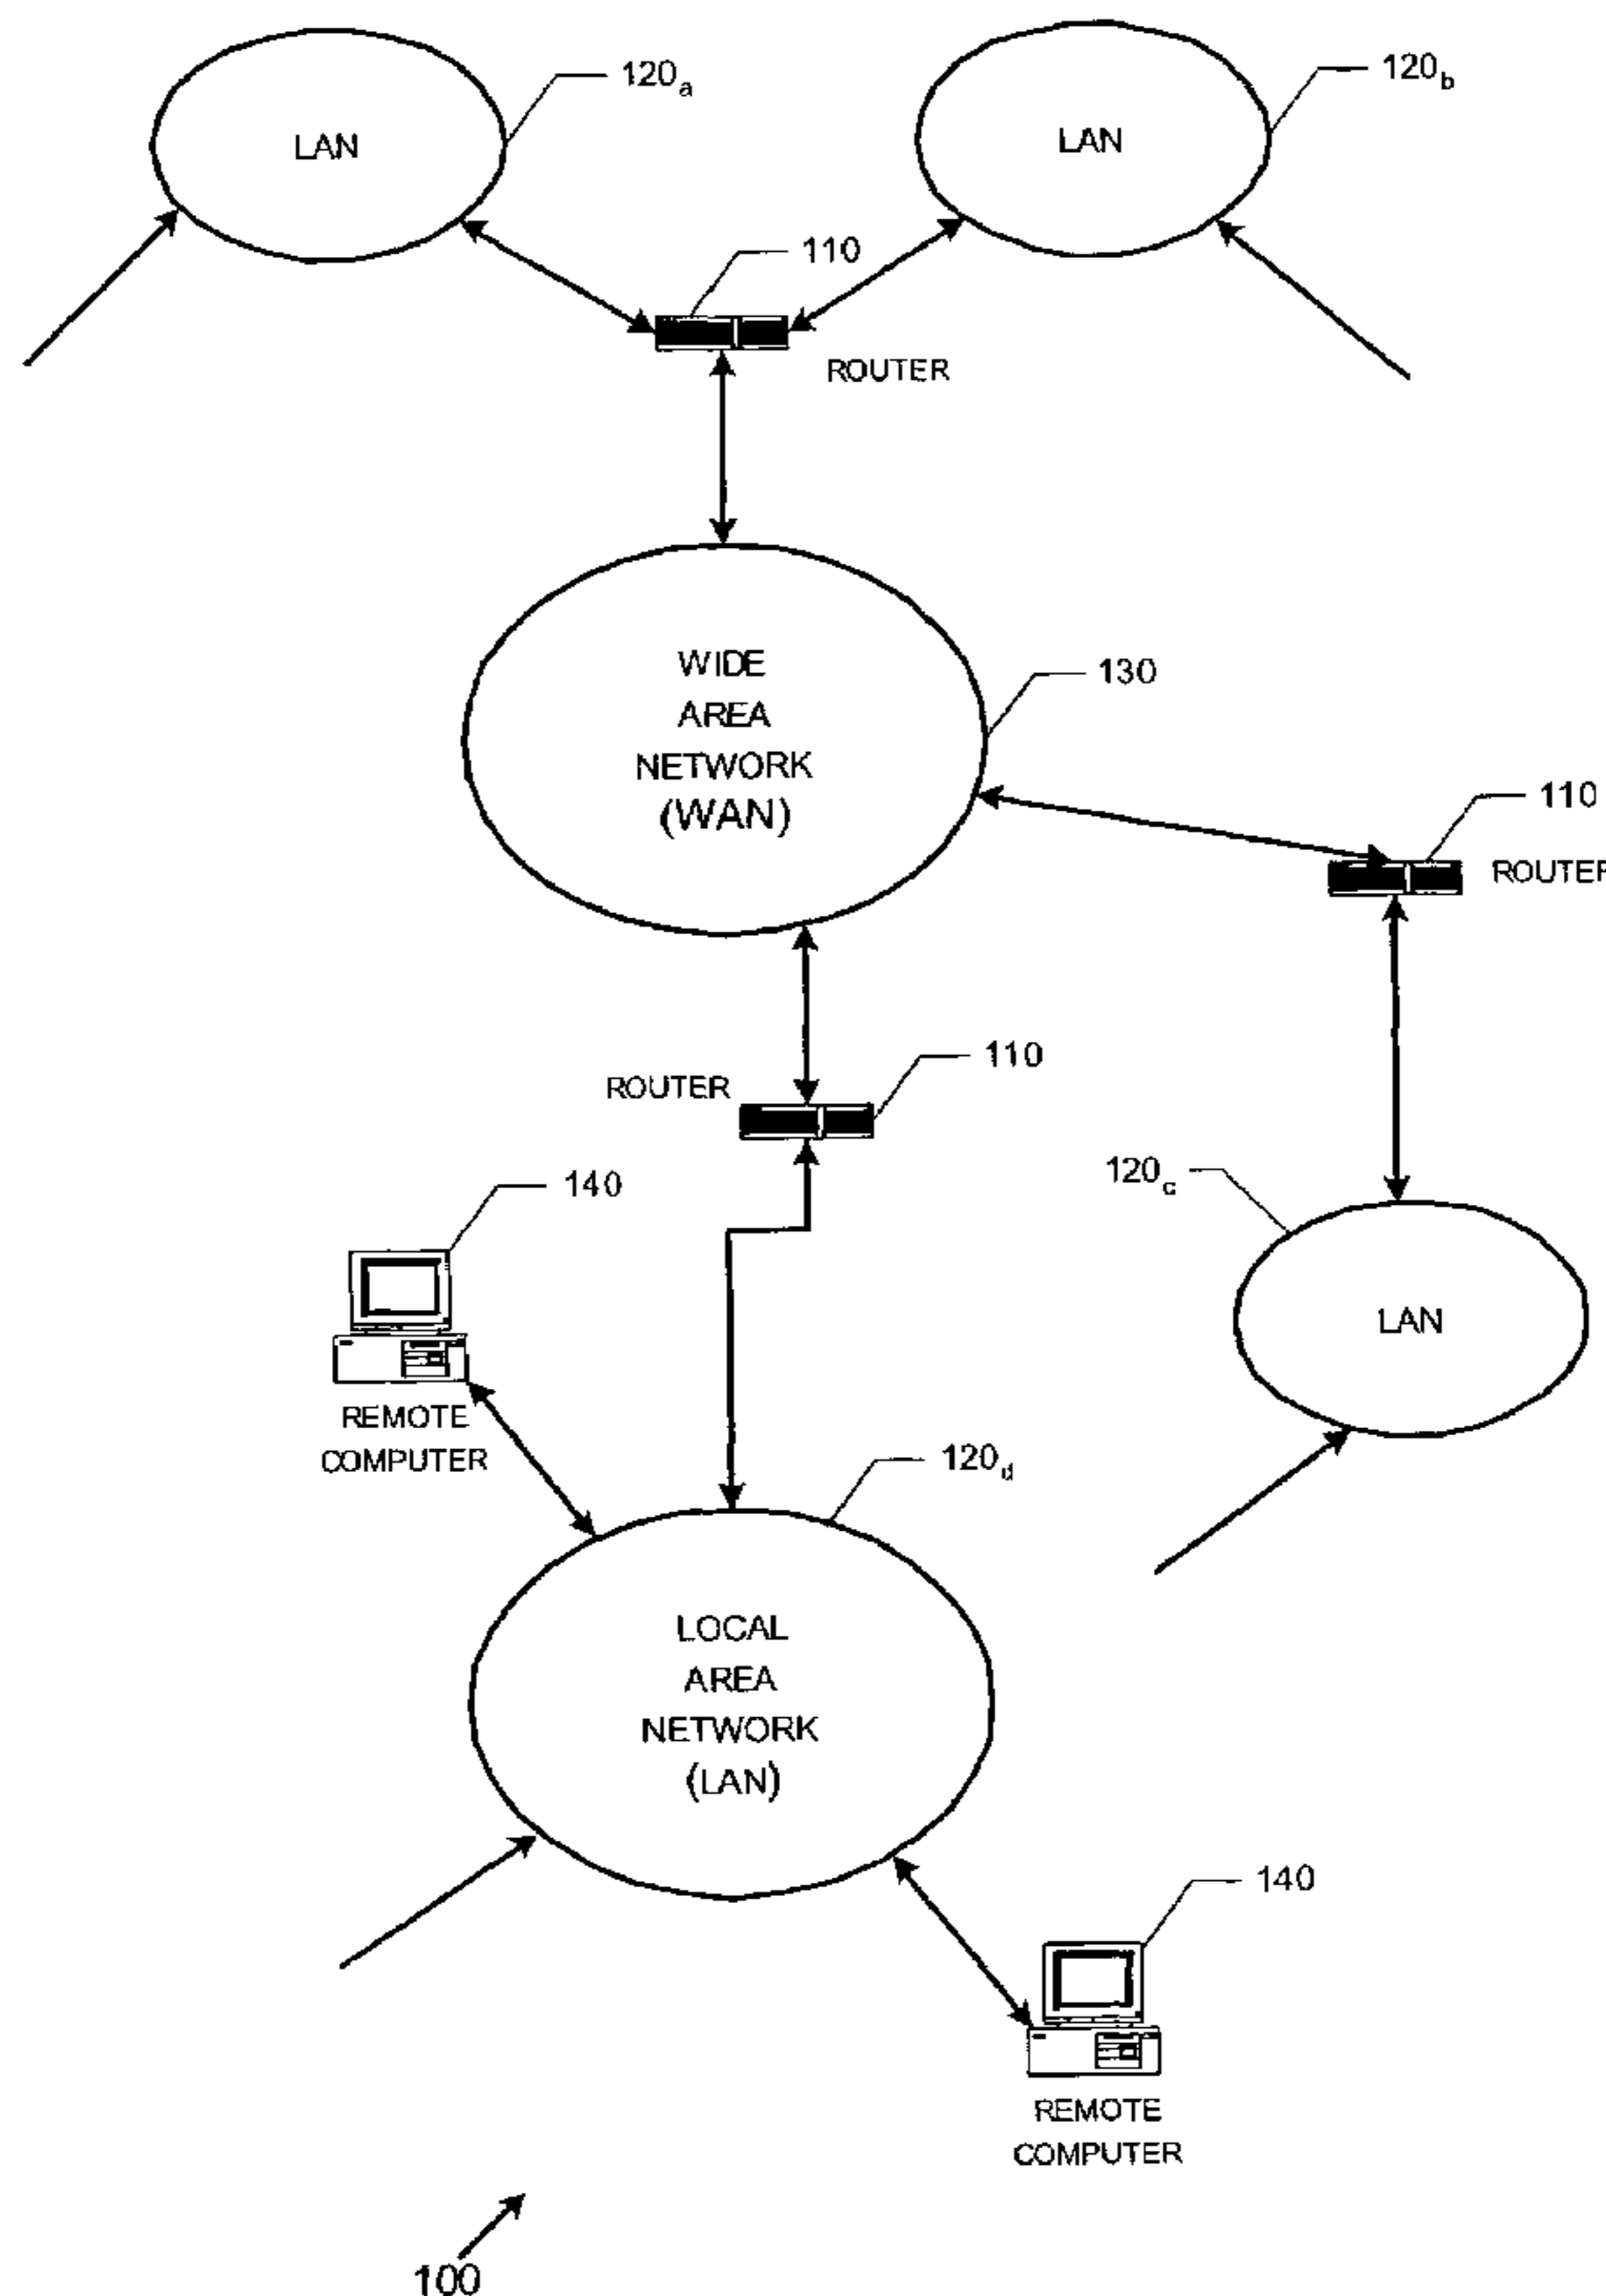 120a
120b
LAN
LAN
110
ROUTER
WIDE
AREA
NETWORK
(WAN)
130
110
ROUTER
110
ROUTER
140
120c
LAN
REMOTE
COMPUTER
120d
LOCAL
AREA
NETWORK
(LAN)
140
REMOTE
COMPUTER
100